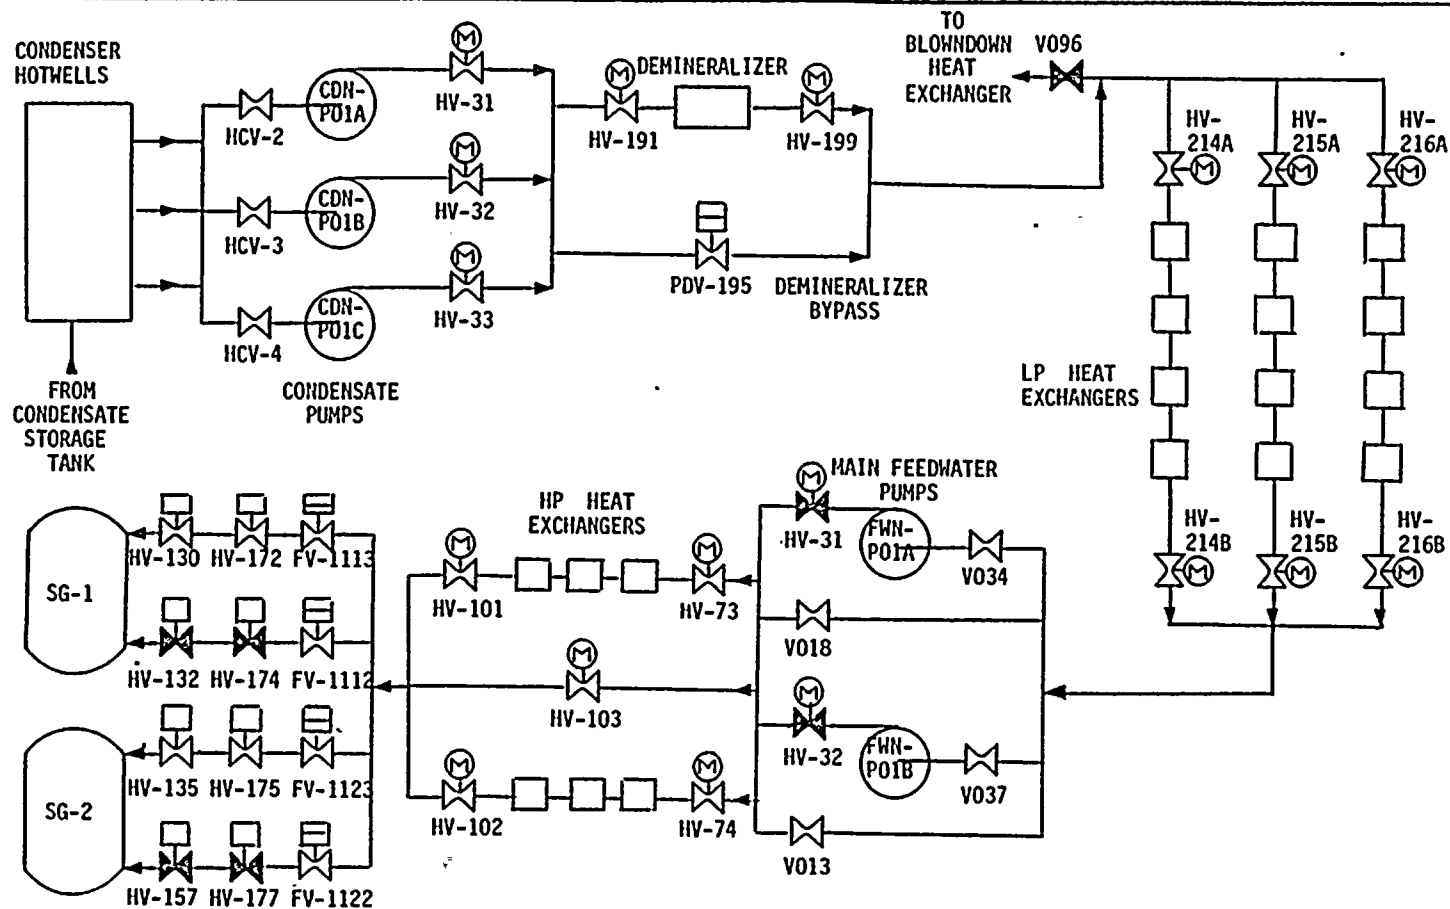 CONDENSER
HOTWELLS
HCV-2
HCV-3
HCV-4
FROM
CONDENSATE
STORAGE
TANK
CDN-
P01A
CDN-
P01B
CDN-
P01C
CONDENSATE
PUMPS
M
HV-31
M
HV-32
M
HV-33
M
HV-191
DEMINERALIZER
M
HV-199
PDV-195
DEMINERALIZER
BYPASS
TO
BLOWNDOWN
HEAT
EXCHANGER
V096
HV-
214A
M
HV-
215A
M
HV-
216A
M
LP HEAT
EXCHANGERS
HV-
214B
M
HV-
215B
M
HV-
216B
M
MAIN FEEDWATER
PUMPS
M
HV-31
FWN-
P01A
V034
V018
M
HV-32
FWN-
P01B
V037
V013
HP HEAT
EXCHANGERS
M
HV-101
M
HV-73
M
HV-103
M
HV-102
M
HV-74
SG-1
HV-130
HV-172
FV-1113
HV-132
HV-174
FV-1112
SG-2
HV-135
HV-175
FV-1123
HV-157
HV-177
FV-1122